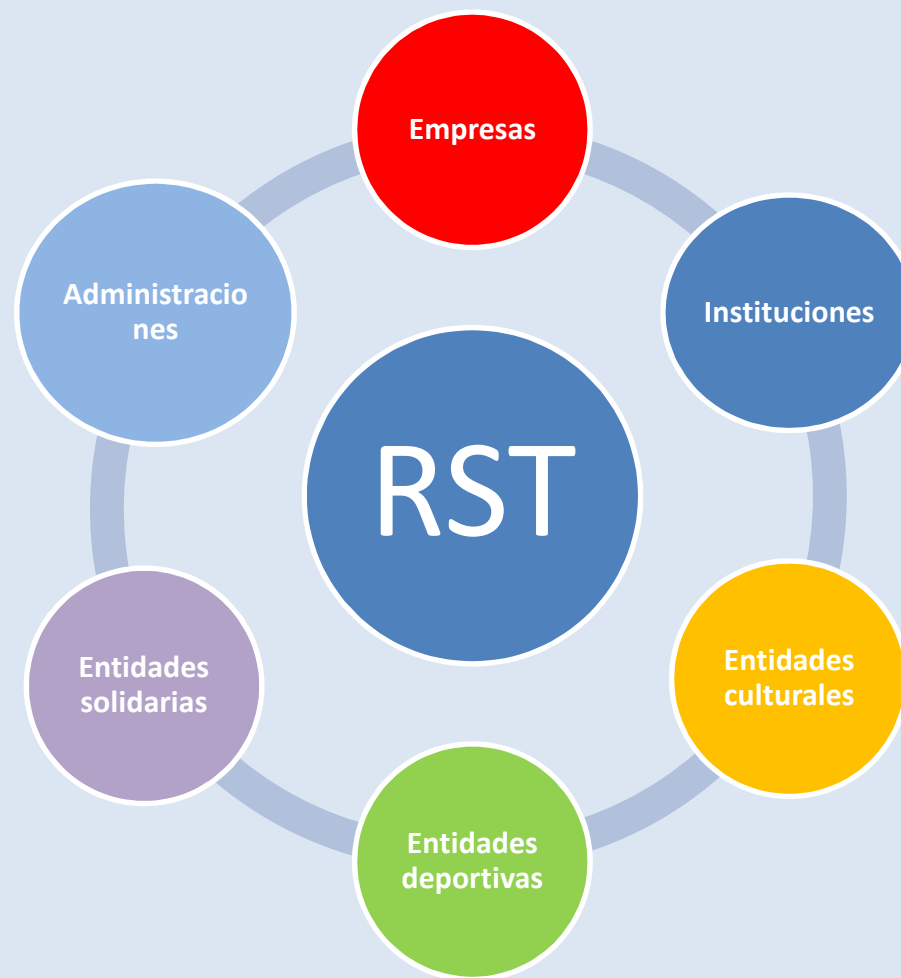 Empresas
Administracio
nes
Instituciones
RST
Entidades
solidarias
Entidades
culturales
Entidades
deportivas